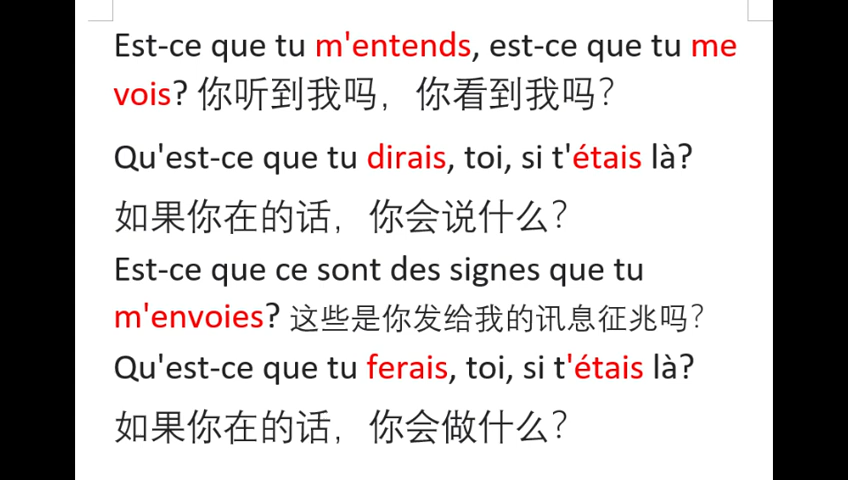 Est-ce que tu m'entends, est-ce que tu me
vois? 你听到我吗，你看到我吗？
Qu'est-ce que tu dirais, toi, si t'étais là?
如果你在的话，你会说什么？
Est-ce que ce sont des signes que tu
m'envoies? 这些是你发给我的讯息征兆吗？
Qu'est-ce que tu ferais, toi, si t'étais là?
如果你在的话，你会做什么？